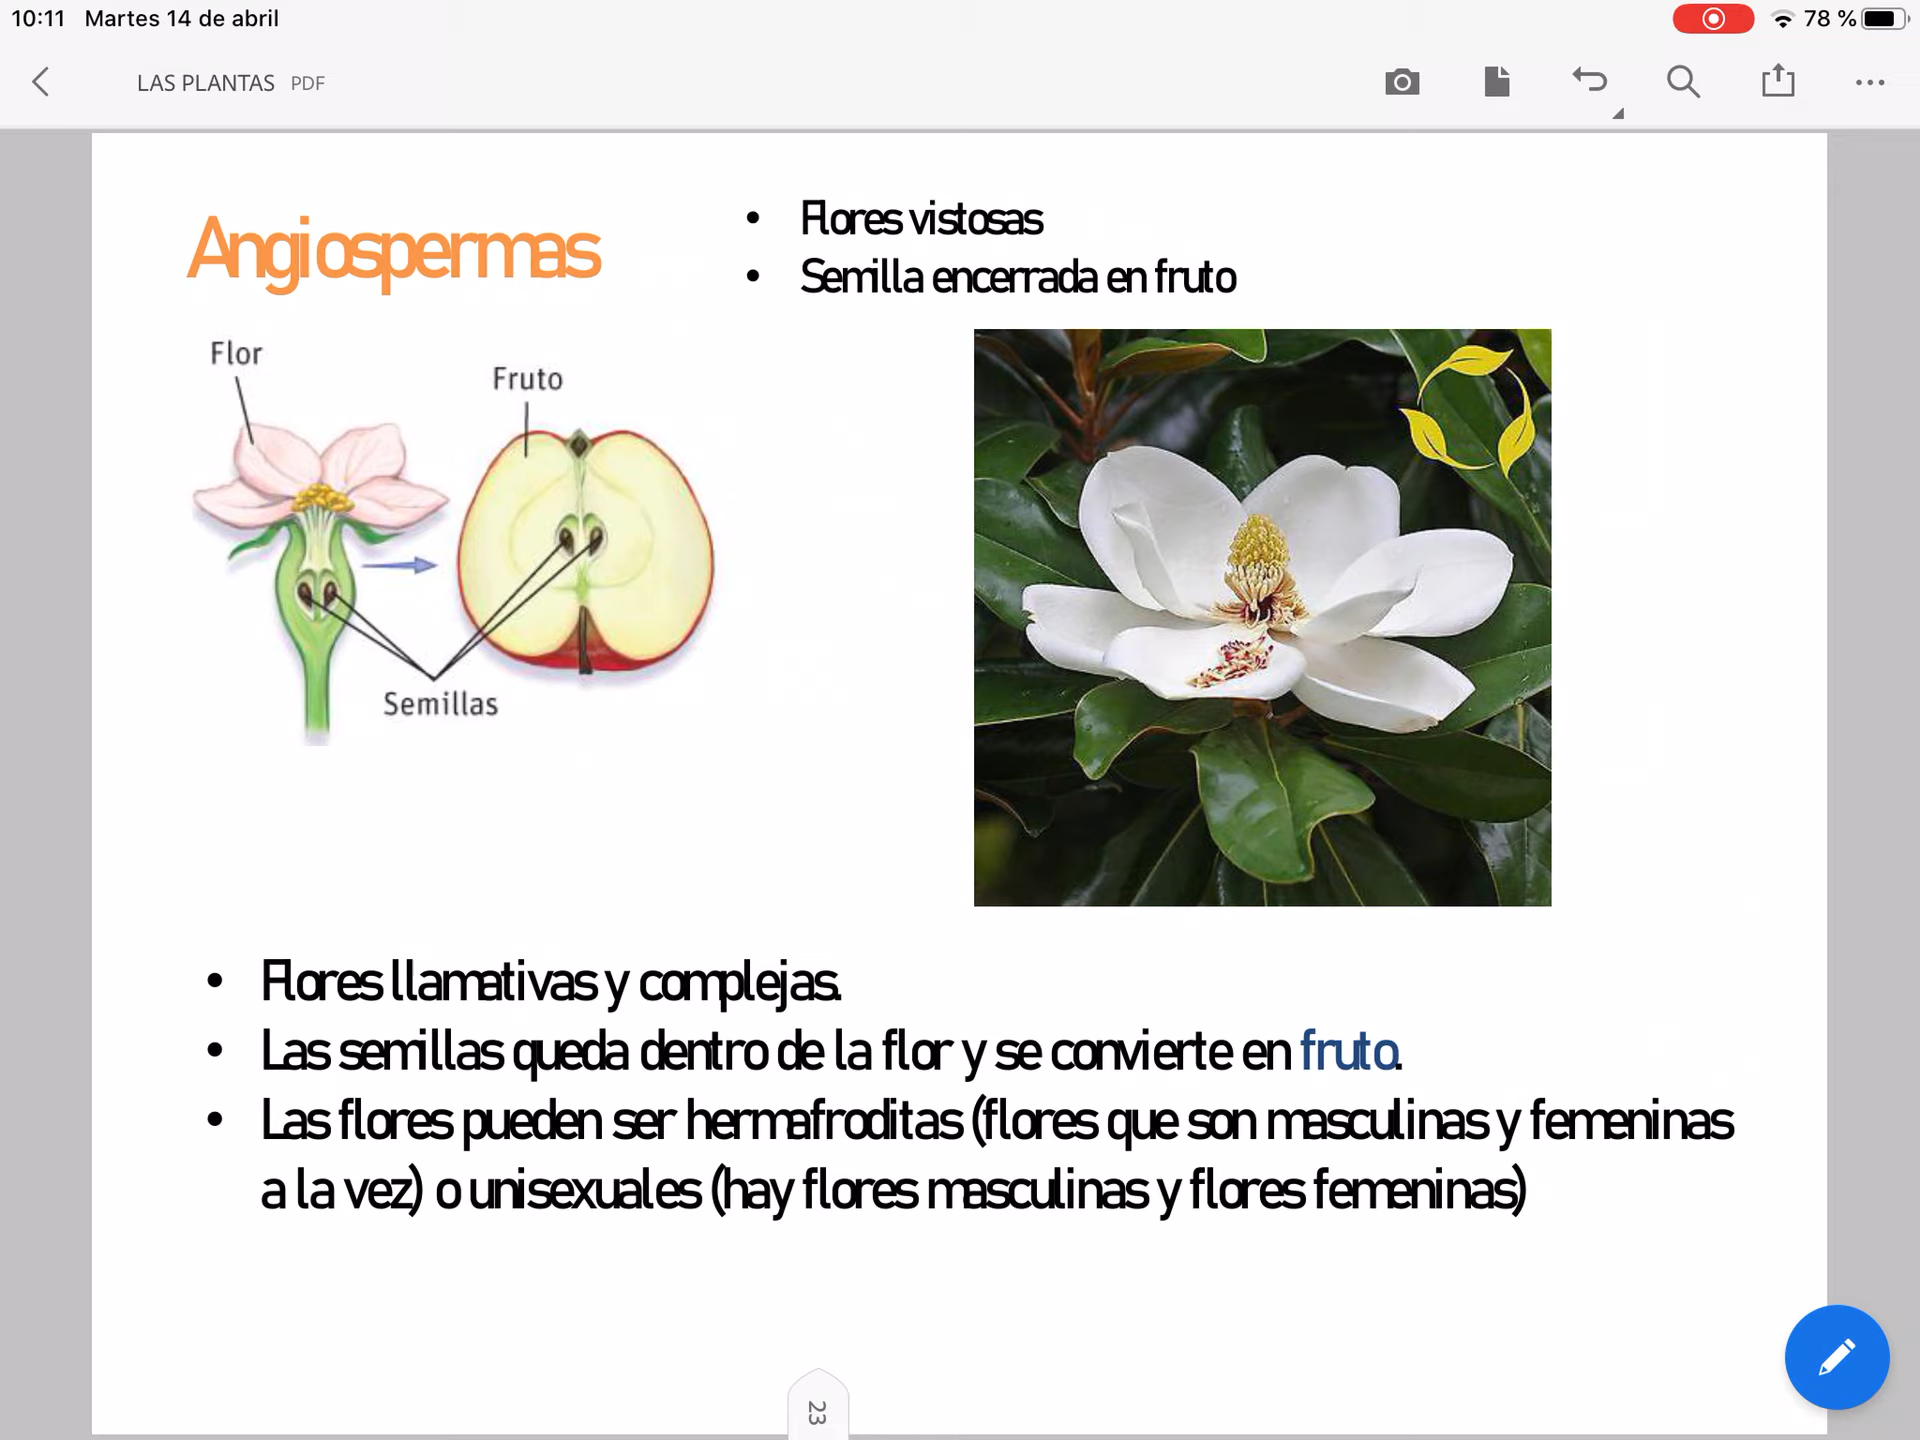 10:11 Martes 14 de abril
78 %
LAS PLANTAS PDF
Angiospermas
• Flores vistosas
• Semilla encerrada en fruto
Flor
Fruto
Semillas
• Flores llamativas y complejas.
• Las semillas queda dentro de la flor y se convierte en fruto.
• Las flores pueden ser hermafroditas (flores que son masculinas y femeninas
a la vez) o unisexuales (hay flores masculinas y flores femeninas)
23